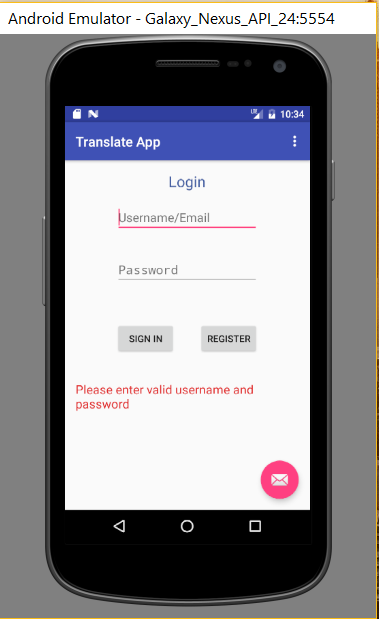 Android Emulator - Galaxy_Nexus_API_24:5554
10:34
Translate App
Login
Username/Email
Password
SIGN IN REGISTER
Please enter valid username and
password